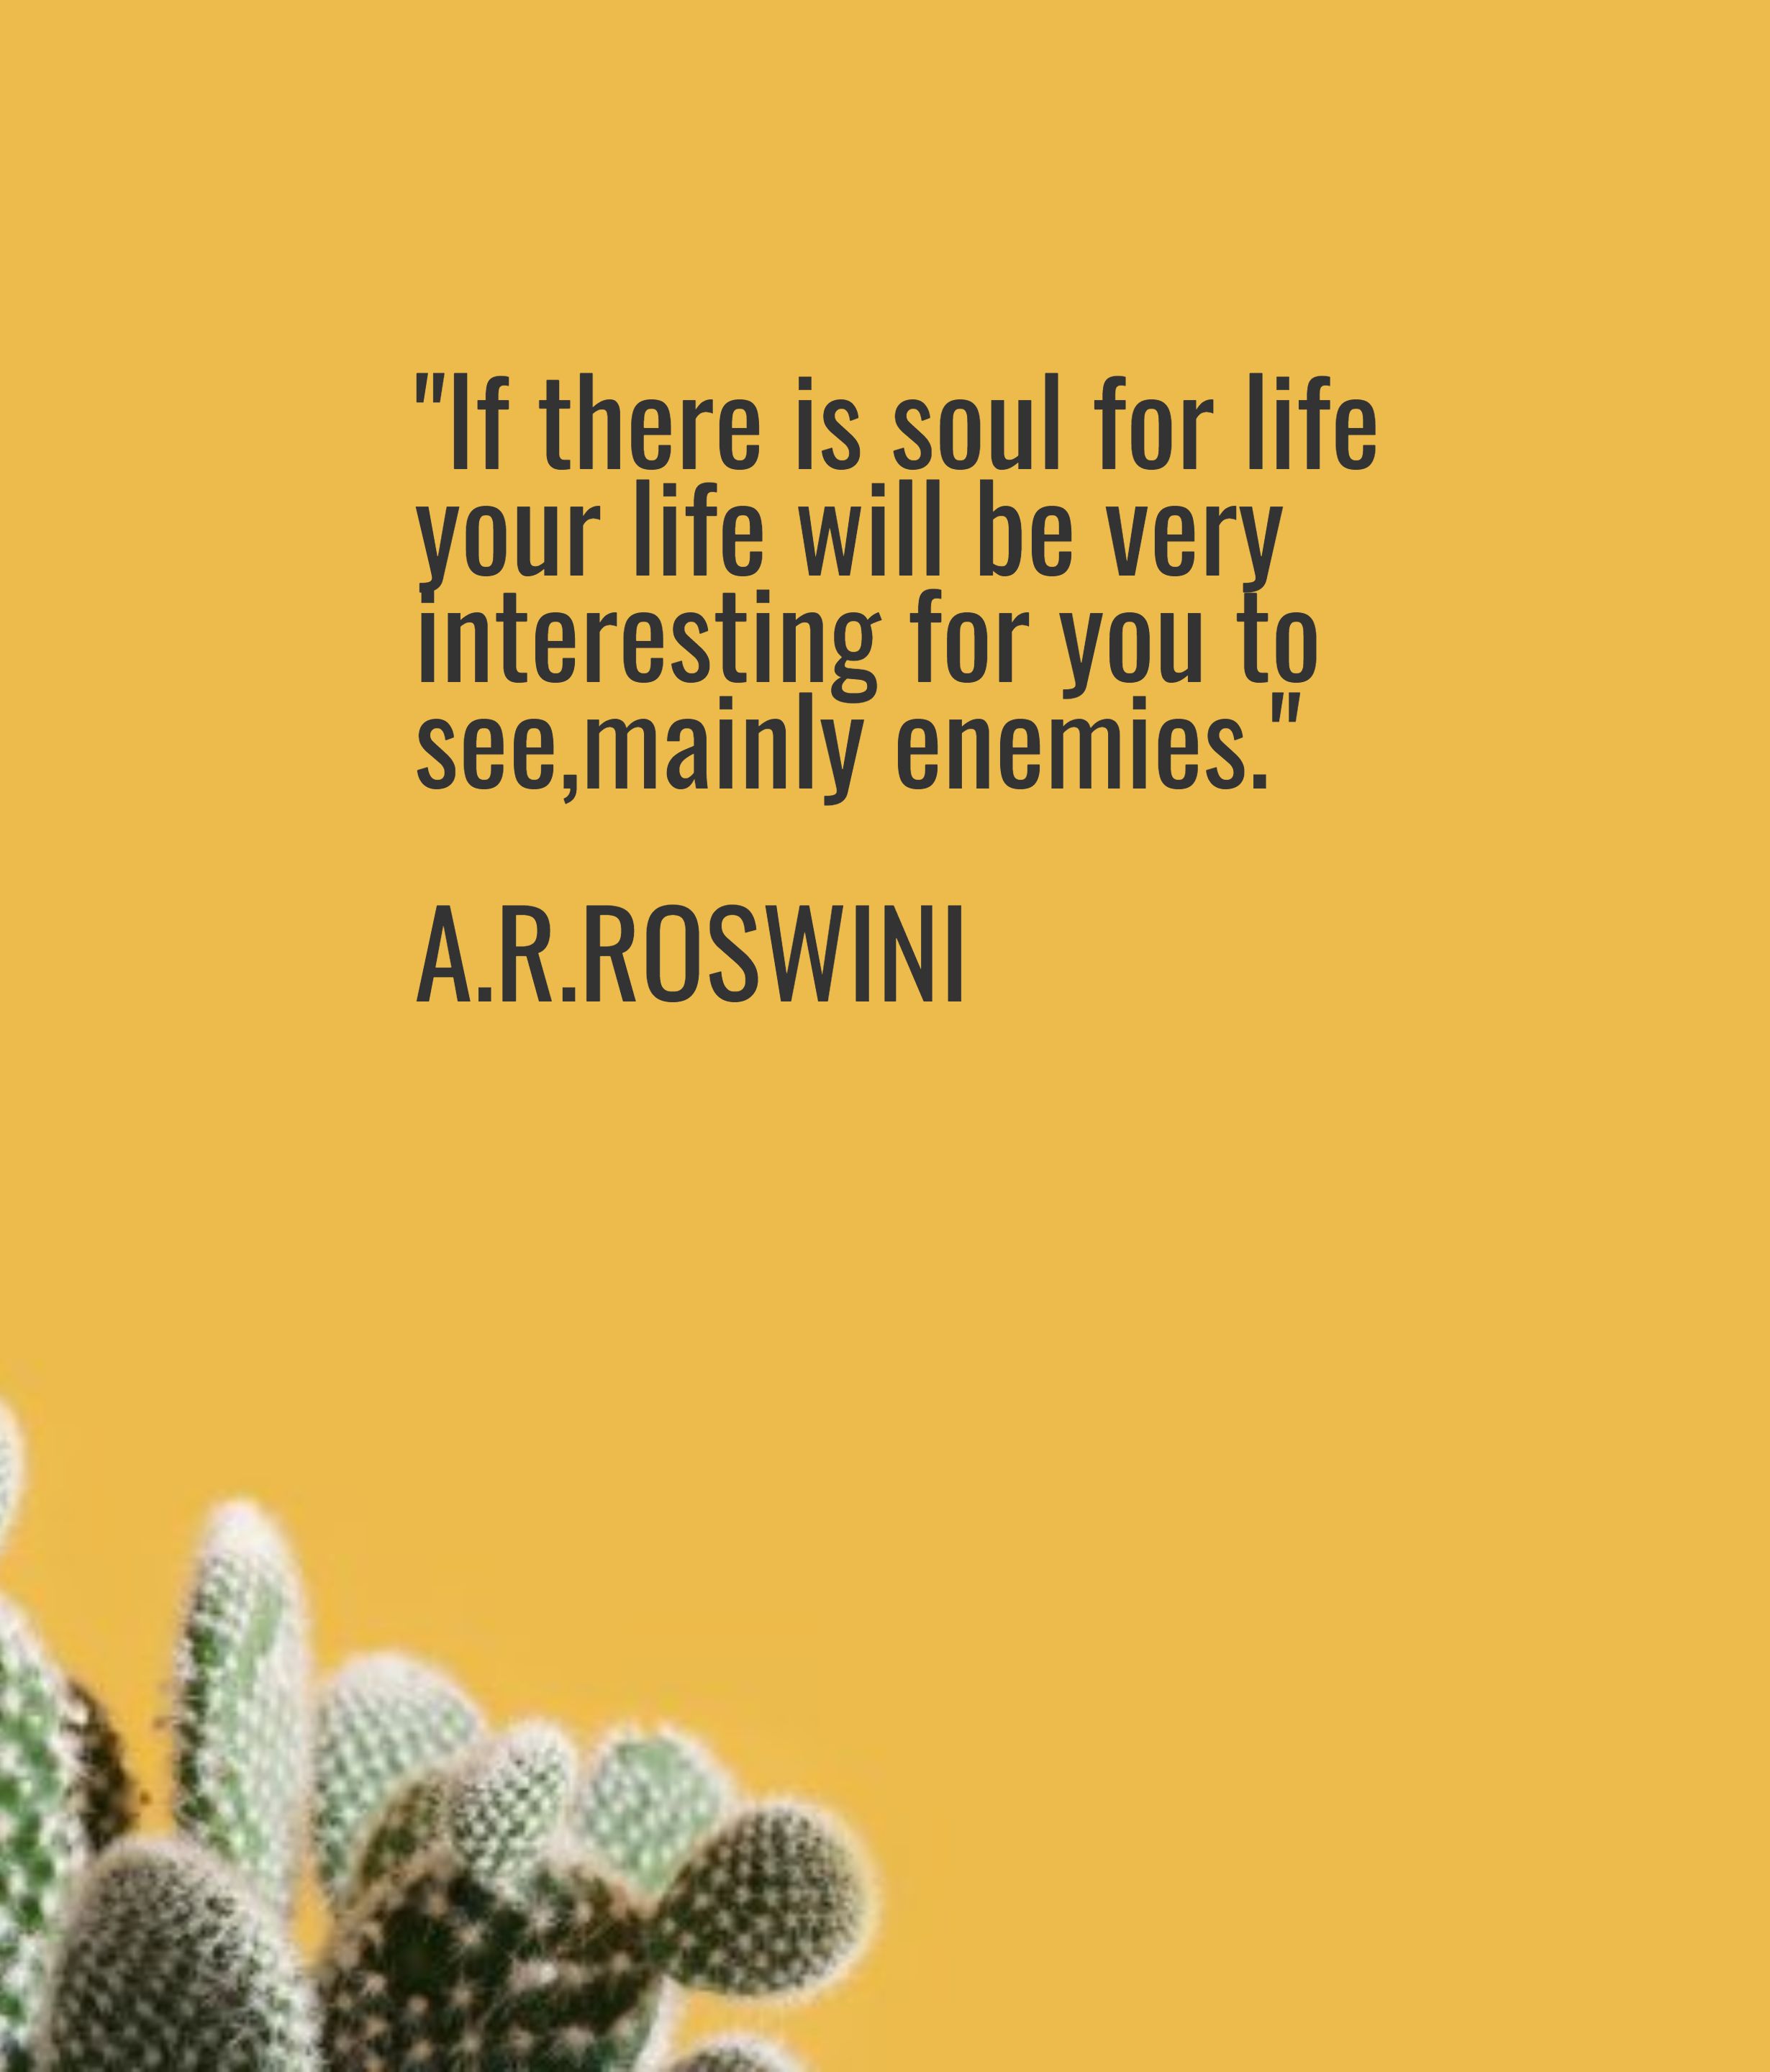 "If there is soul for life
your life will be very
interesting for you to
see,mainly enemies."
A.R.ROSWINI